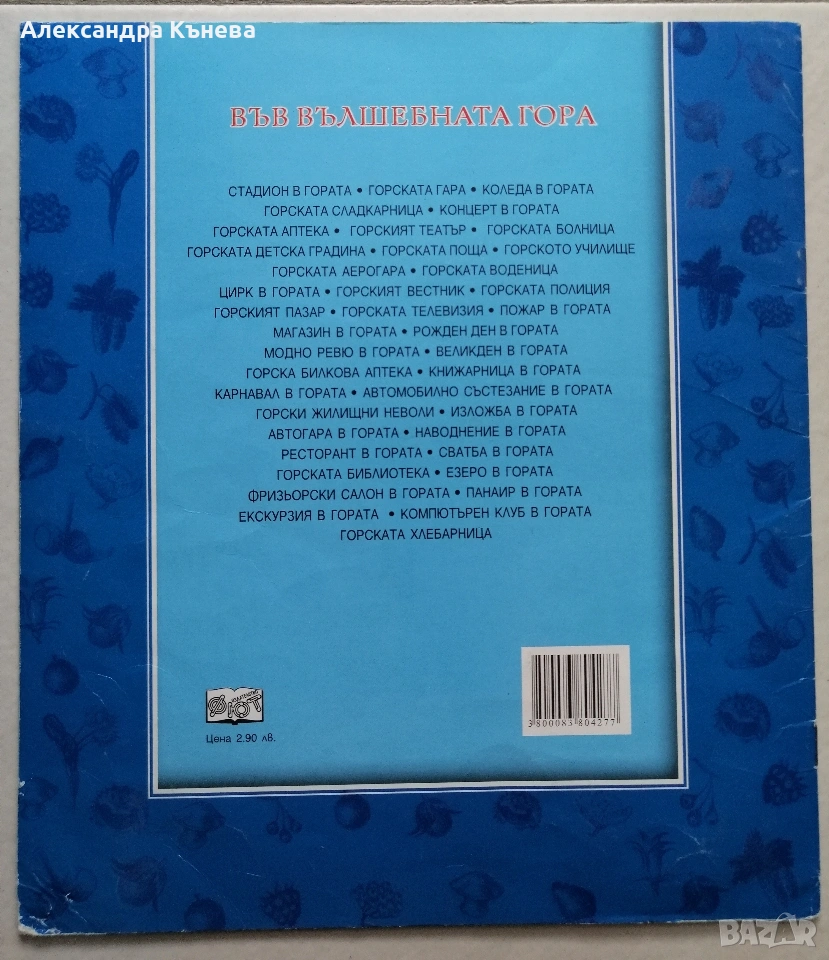 Александра Кънева
ВЪВ ВЪЛШЕБНАТА ГОРА
СТАДИОН В ГОРАТА • ГОРСКАТА ГАРА • КОЛЕДА В ГОРАТА
ГОРСКАТА СЛАДКАРНИЦА • КОНЦЕРТ В ГОРАТА
ГОРСКАТА АПТЕКА • ГОРСКИЯТ ТЕАТЪР • ГОРСКАТА БОЛНИЦА
ГОРСКАТА ДЕТСКА ГРАДИНА • ГОРСКАТА ПОЩА • ГОРСКОТО УЧИЛИЩЕ
ГОРСКАТА АЕРОГАРА • ГОРСКАТА ВОДЕНИЦА
ЦИРК В ГОРАТА • ГОРСКИЯТ ВЕСТНИК • ГОРСКАТА ПОЛИЦИЯ
ГОРСКИЯТ ПАЗАР • ГОРСКАТА ТЕЛЕВИЗИЯ • ПОЖАР В ГОРАТА
МАГАЗИН В ГОРАТА • РОЖДЕН ДЕН В ГОРАТА
МОДНО РЕВЮ В ГОРАТА • ВЕЛИКДЕН В ГОРАТА
ГОРСКА БИЛКОВА АПТЕКА • КНИЖАРНИЦА В ГОРАТА
КАРНАВАЛ В ГОРАТА • АВТОМОБИЛНО СЪСТЕЗАНИЕ В ГОРАТА
ГОРСКИ ЖИЛИЩНИ НЕВОЛИ • ИЗЛОЖБА В ГОРАТА
АВТОГАРА В ГОРАТА • НАВОДНЕНИЕ В ГОРАТА
РЕСТОРАНТ В ГОРАТА • СВАТБА В ГОРАТА
ГОРСКАТА БИБЛИОТЕКА • ЕЗЕРО В ГОРАТА
ФРИЗЬОРСКИ САЛОН В ГОРАТА • ПАНАИР В ГОРАТА
ЕКСКУРЗИЯ В ГОРАТА • КОМПЮТЪРЕН КЛУБ В ГОРАТА
ГОРСКАТА ХЛЕБАРНИЦА
ФЮТ
Цена 2.90 лв.
3800083804277
BAZAR